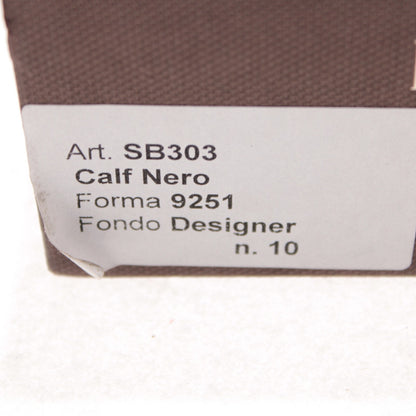 Art. SB303
Calf Nero
Forma 9251
Fondo Designer
n. 10